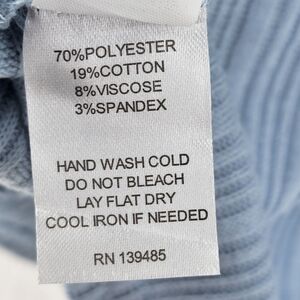 70%POLYESTER
19%COTTON
8%VISCOSE
3%SPANDEX
HAND WASH COLD
DO NOT BLEACH
LAY FLAT DRY
COOL IRON IF NEEDED
RN 139485